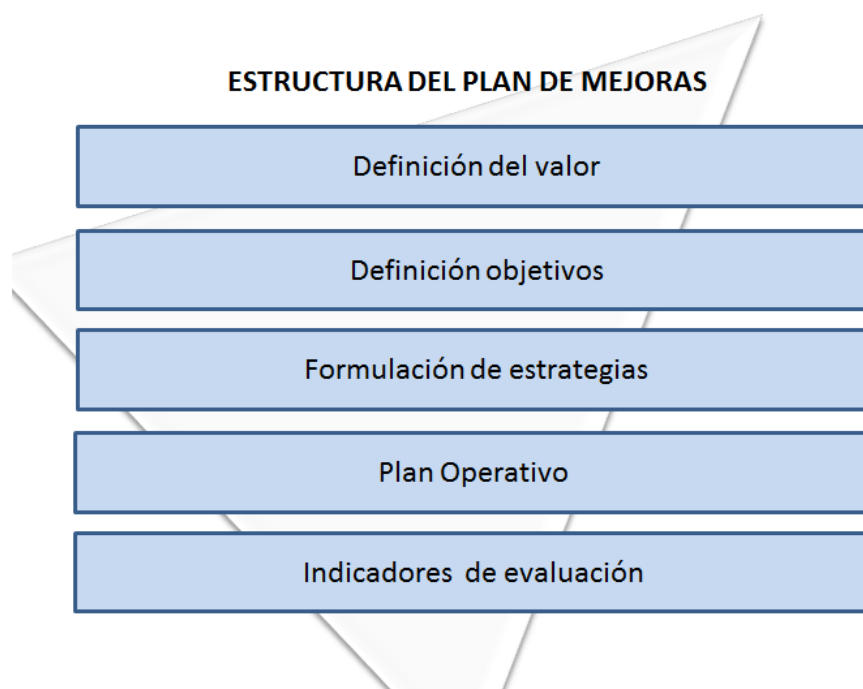 ESTRUCTURA DEL PLAN DE MEJORAS
Definición del valor
Definición objetivos
Formulación de estrategias
Plan Operativo
Indicadores de evaluación